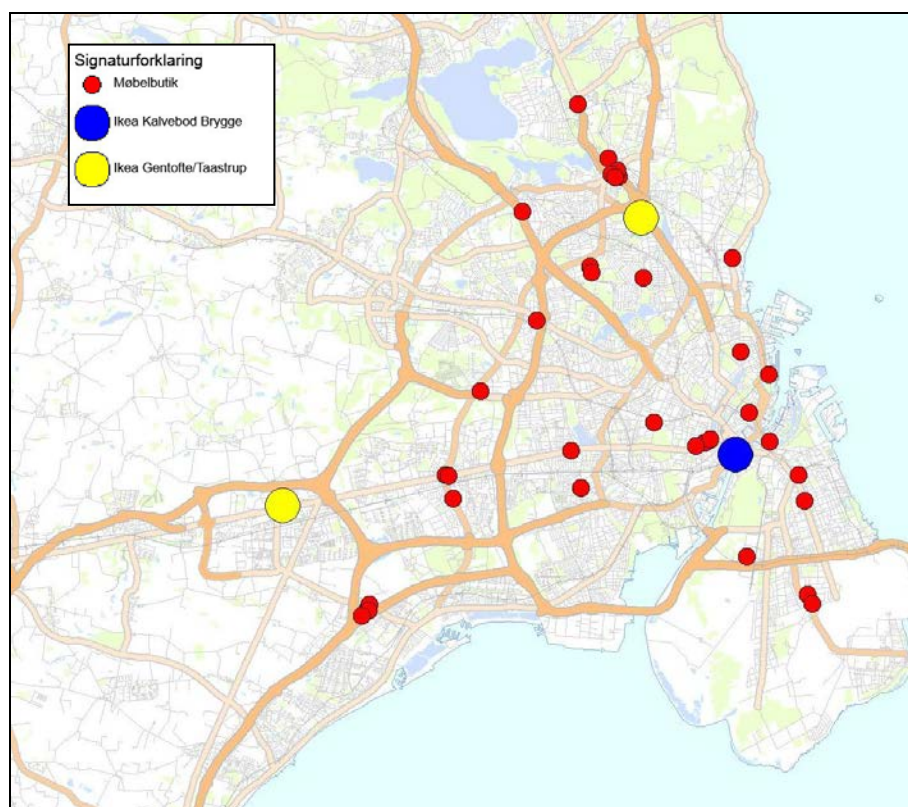 Signaturforklaring
Møbelbutik
Ikea Kalvebod Brygge
Ikea Gentofte/Taastrup